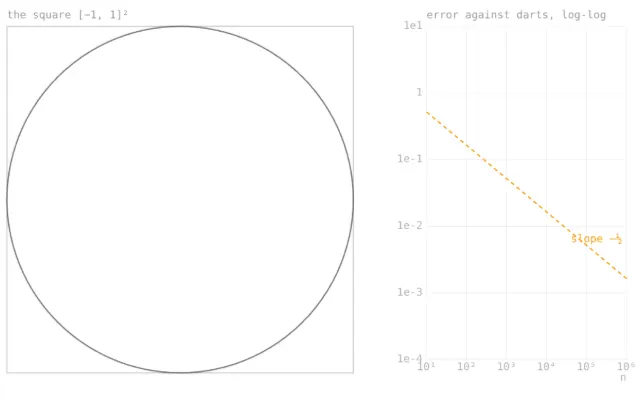 the square [−1, 1]²
error against darts, log-log
1e1
1
1e-1
1e-2
slope −½
1e-3
1e-4
10¹ 10² 10³ 10⁴ 10⁵ 10⁶
n